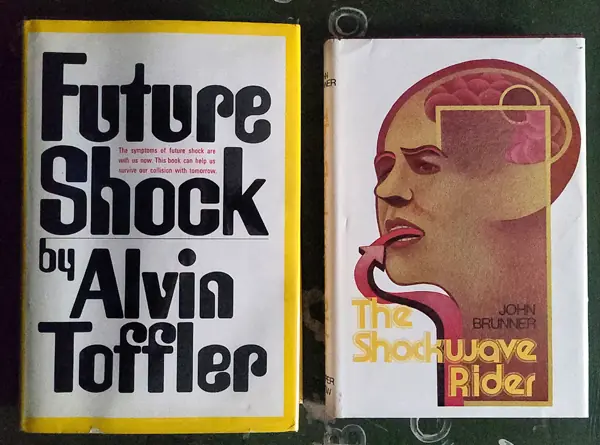 Future
The symptoms of future shock are
with us now. This book can help us
survive our collision with tomorrow.
Shock
by Alvin
Toffler
JOHN
BRUNNER
The
Shockwave
Rider